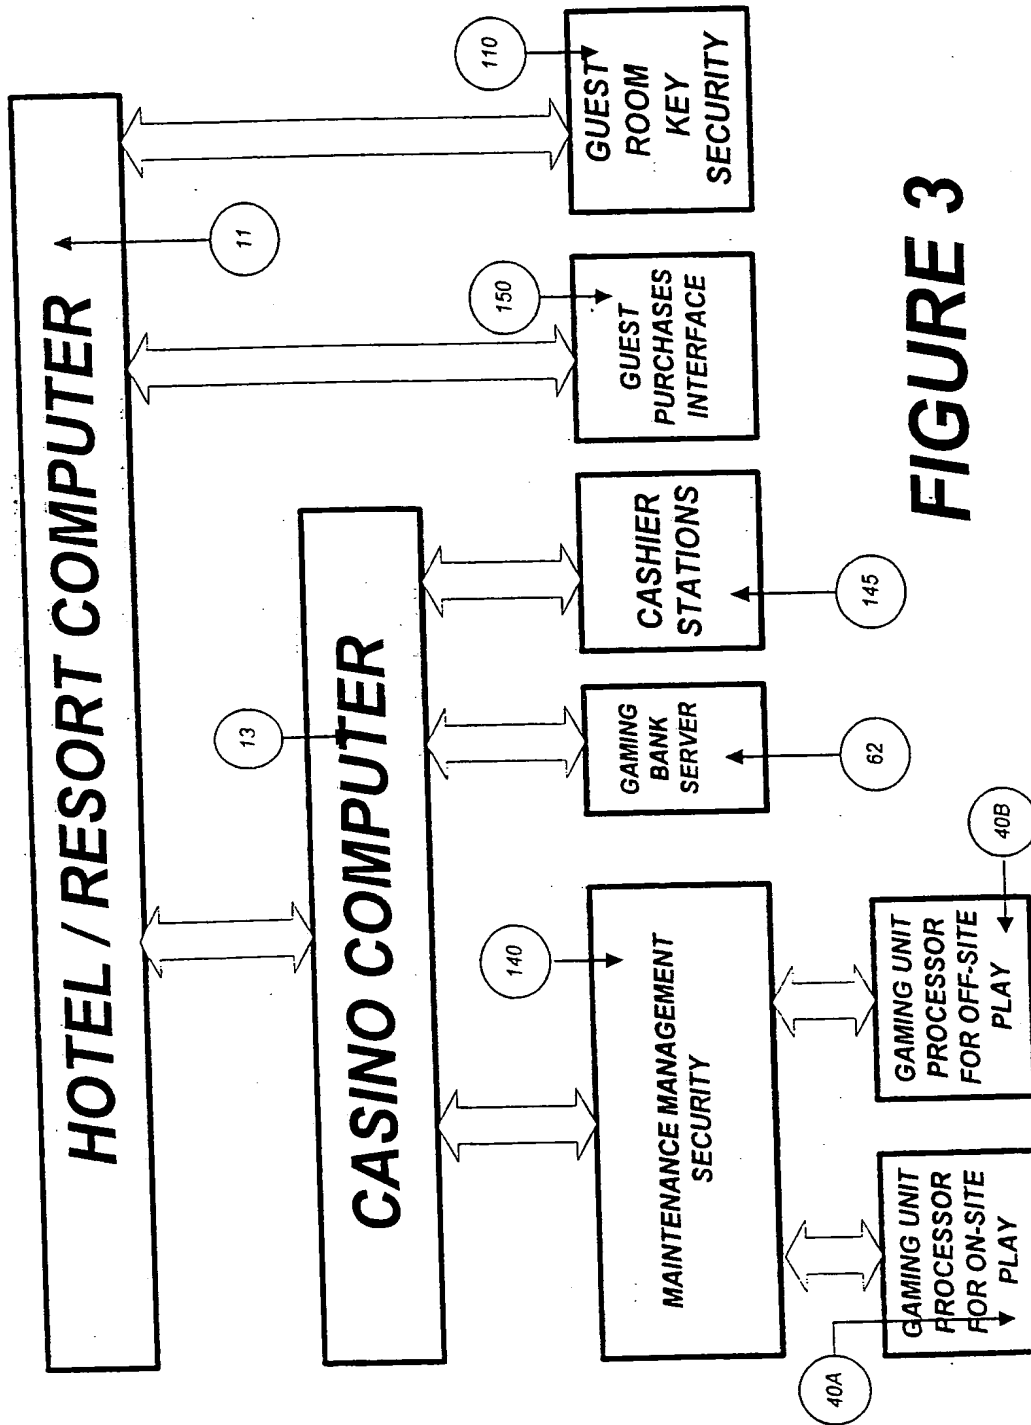 HOTEL / RESORT COMPUTER
11
13
CASINO COMPUTER
140
MAINTENANCE MANAGEMENT
SECURITY
GAMING
BANK
SERVER
62
CASHIER
STATIONS
145
150
GUEST
PURCHASES
INTERFACE
110
GUEST
ROOM
KEY
SECURITY
40A
GAMING UNIT
PROCESSOR
FOR ON-SITE
PLAY
GAMING UNIT
PROCESSOR
FOR OFF-SITE
PLAY
40B
FIGURE 3